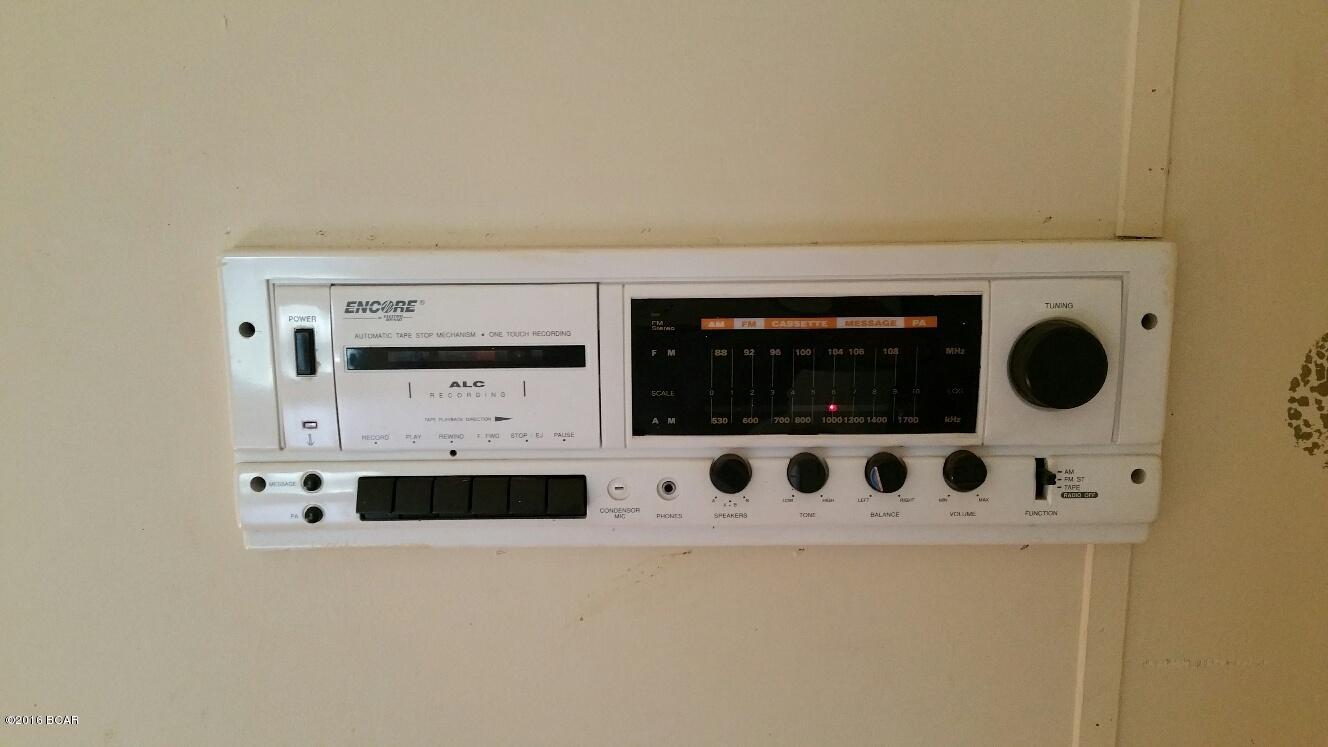 POWER
ENCORE®
AUTOMATIC TAPE STOP MECHANISM • ONE TOUCH RECORDING
ALC
RECORDING
TAPE PLAYBACK DIRECTION
RECORD PLAY REWIND F. FWD STOP EJ PAUSE
FM
Stereo
AM FM CASSETTE MESSAGE PA
FM 88 92 96 100 104 106 108 MHz
SCALE 0 1 2 3 4 5 6 7 8 9 10 LOG
AM 530 600 700 800 1000 1200 1400 1700 kHz
TUNING
MESSAGE
PA
CONDENSOR
MIC
PHONES
A B
A+B
SPEAKERS
LOW HIGH
TONE
LEFT RIGHT
BALANCE
MIN MAX
VOLUME
AM
FM ST
TAPE
RADIO OFF
FUNCTION
©2016 BCAR